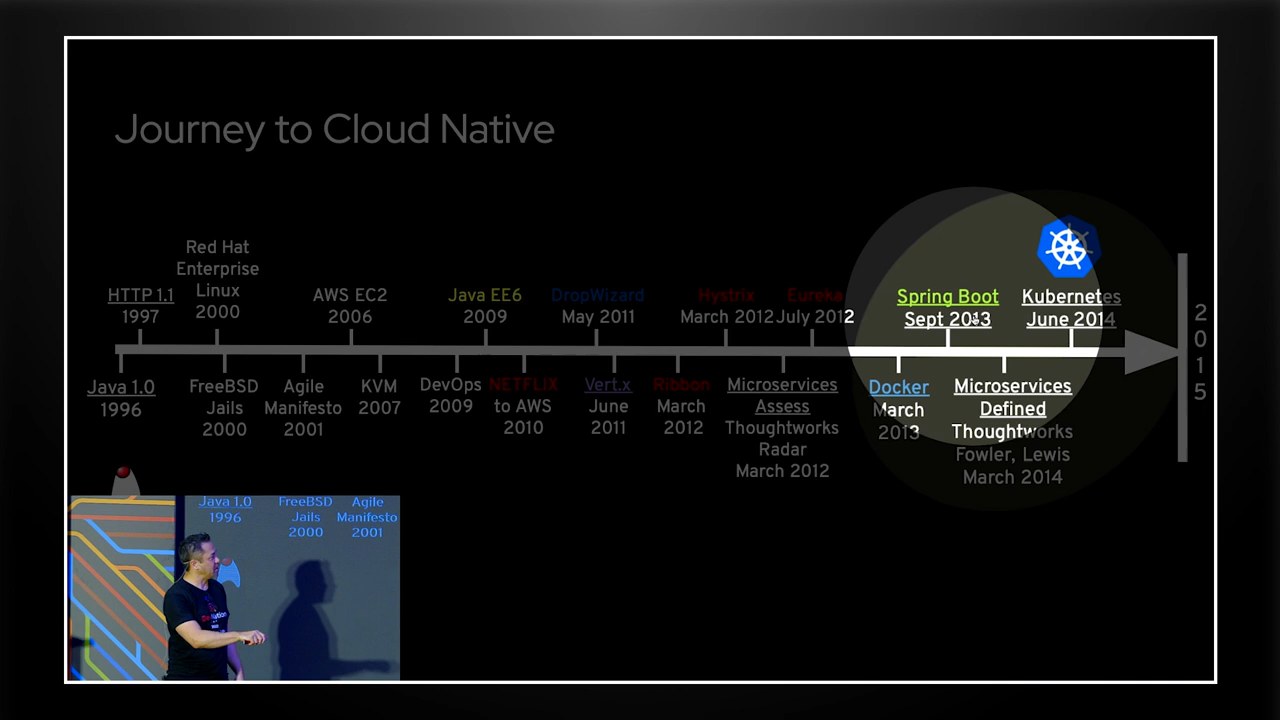 Journey to Cloud Native
HTTP 1.1
1997
Red Hat
Enterprise
Linux
2000
AWS EC2
2006
Java EE6
2009
DropWizard
May 2011
Hystrix
March 2012
Eureka
July 2012
Spring Boot
Sept 2013
Kubernetes
June 2014
2
0
1
5
Java 1.0
1996
FreeBSD
Jails
2000
Agile
Manifesto
2001
KVM
2007
DevOps
2009
NETFLIX
to AWS
2010
Vert.x
June
2011
Ribbon
March
2012
Microservices
Assess
Thoughtworks
Radar
March 2012
Docker
March
2013
Microservices
Defined
Thoughtworks
Fowler, Lewis
March 2014
Java 1.0
1996
FreeBSD
Jails
2000
Agile
Manifesto
2001